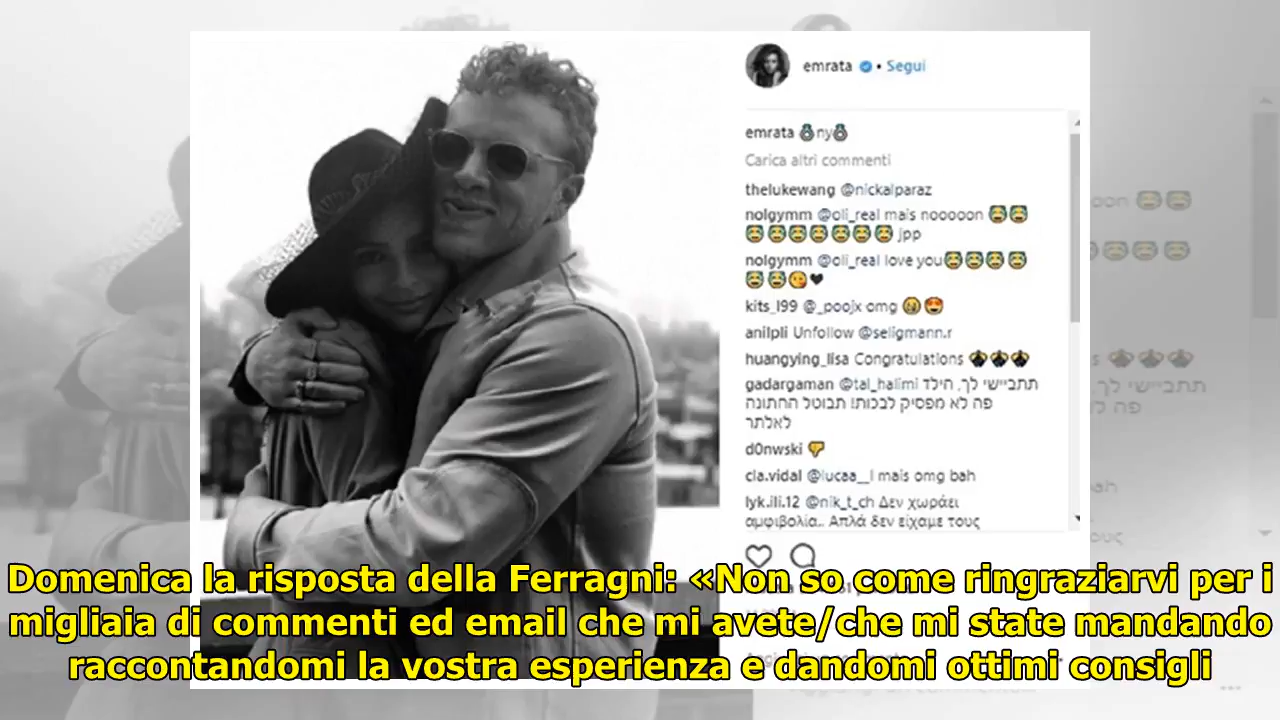 emrata • Segui
emrata 💍ny💍
Carica altri commenti
thelukewang @nickalparaz
nolgymm @oli_real mais nooooon
jpp
nolgymm @oli_real love you
kits_l99 @_poojx omg
anilpli Unfollow @seligmann.r
huangying_lisa Congratulations
gadargaman @tal_halimi תתביישי לך, הילד
פה לא מפסיק לבכות! תבוטל החתונה
לאלתר
d0nwski 👎
cla.vidal @lucaa__l mais omg bah
lyk.ili.12 @nik_t_ch Δεν χωράει
αμφιβολία.. Απλά δεν είχαμε τους
Domenica la risposta della Ferragni: «Non so come ringraziarvi per i
migliaia di commenti ed email che mi avete/che mi state mandando
raccontandomi la vostra esperienza e dandomi ottimi consigli